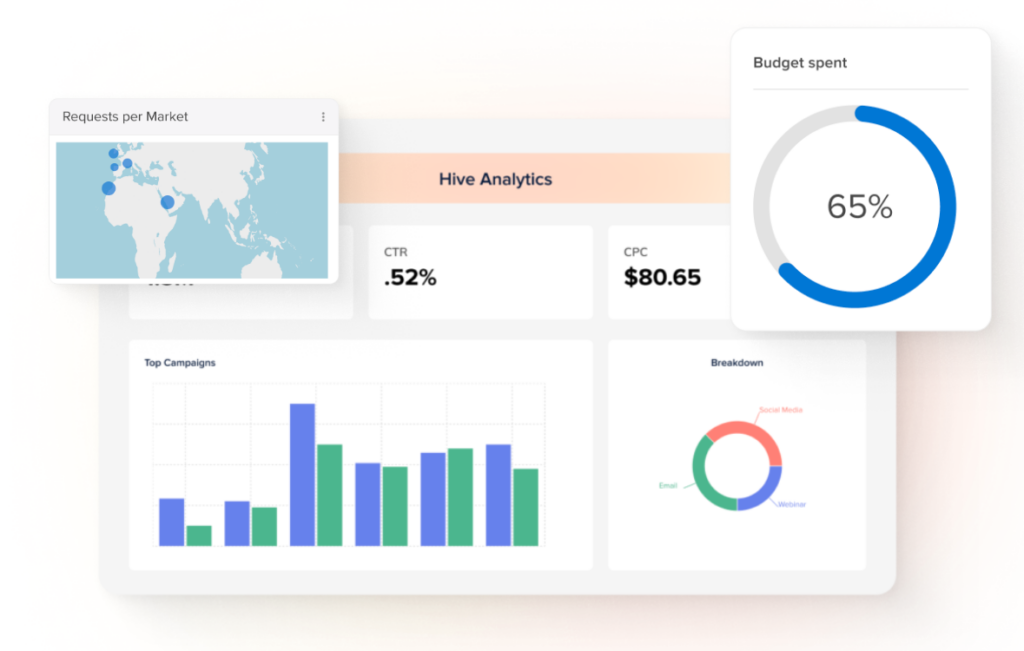 Budget spent
Requests per Market
Hive Analytics
65%
CTR
.52%
CPC
$80.65
Top Campaigns
Breakdown
Social Media
Email
Webinar